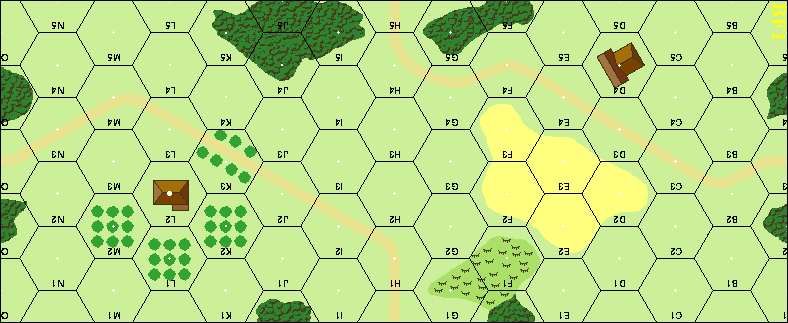 C1 E1 G1 I1 K1
B1 D1 F1 H1 J1 L1
C2 E2 G2 I2 K2 M2
B2 D2 F2 H2 J2 L2 N2
C3 E3 G3 I3 K3 M3
B3 D3 F3 H3 J3 L3 N3
C4 E4 G4 I4 K4 M4
B4 D4 F4 H4 J4 L4 N4
C5 E5 G5 I5 K5 M5
B5 D5 F5 H5 J5 L5 N5